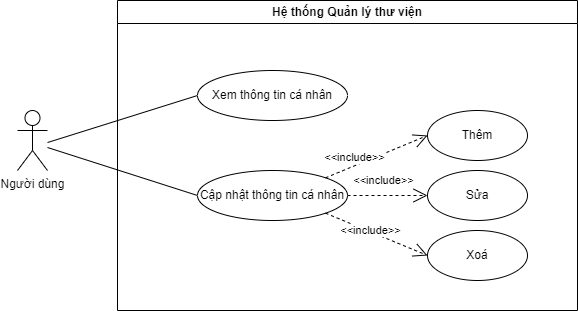 Hệ thống Quản lý thư viện
Xem thông tin cá nhân
Người dùng
Cập nhật thông tin cá nhân
<<include>>
Thêm
<<include>>
Sửa
<<include>>
Xoá